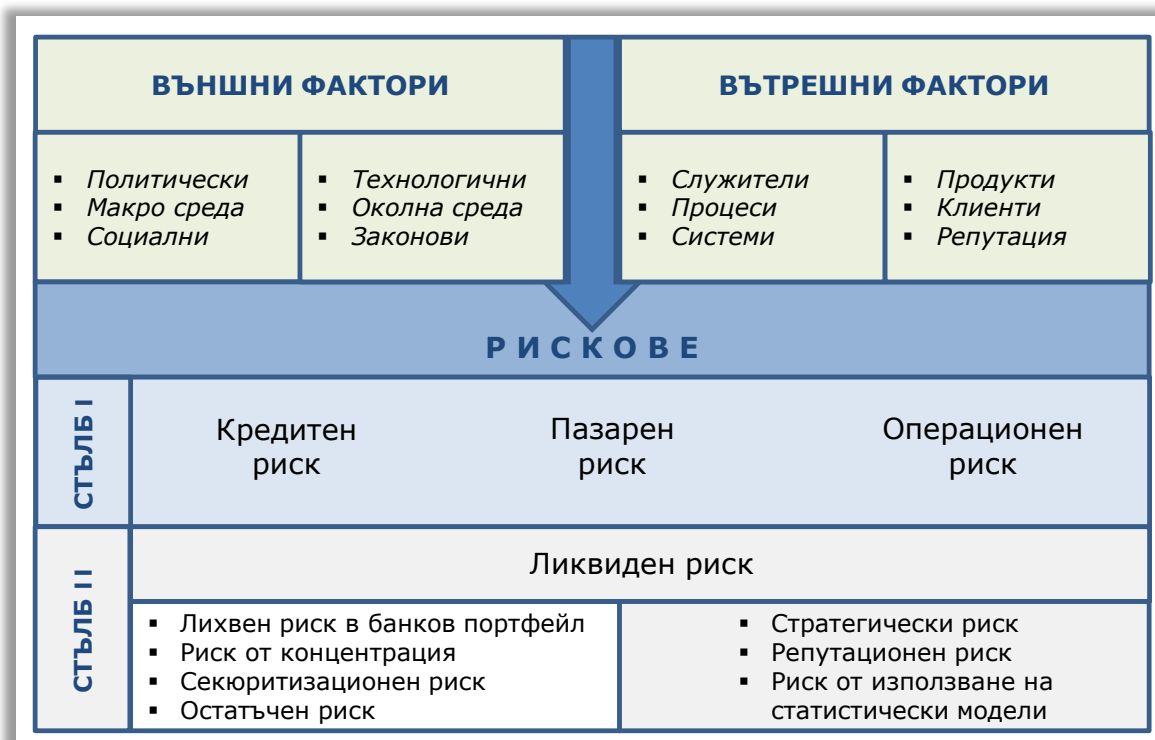 ВЪНШНИ ФАКТОРИ
ВЪТРЕШНИ ФАКТОРИ
▪ Политически
▪ Макро среда
▪ Социални
▪ Технологични
▪ Околна среда
▪ Законови
▪ Служители
▪ Процеси
▪ Системи
▪ Продукти
▪ Клиенти
▪ Репутация
Р И С К О В Е
СТЪЛБ I
Кредитен
риск
Пазарен
риск
Операционен
риск
СТЪЛБ I I
Ликвиден риск
▪ Лихвен риск в банков портфейл
▪ Риск от концентрация
▪ Секюритизационен риск
▪ Остатъчен риск
▪ Стратегически риск
▪ Репутационен риск
▪ Риск от използване на
статистически модели